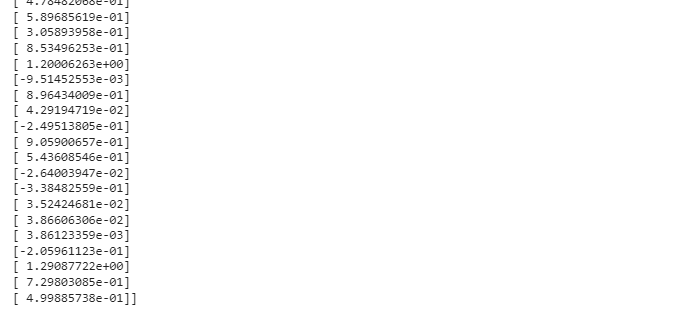 [ 4.78482068e-01]
[ 5.89685619e-01]
[ 3.05893958e-01]
[ 8.53496253e-01]
[ 1.20006263e+00]
[-9.51452553e-03]
[ 8.96434009e-01]
[ 4.29194719e-02]
[-2.49513805e-01]
[ 9.05900657e-01]
[ 5.43608546e-01]
[-2.64003947e-02]
[-3.38482559e-01]
[ 3.52424681e-02]
[ 3.86606306e-02]
[ 3.86123359e-03]
[-2.05961123e-01]
[ 1.29087722e+00]
[ 7.29803085e-01]
[ 4.99885738e-01]]